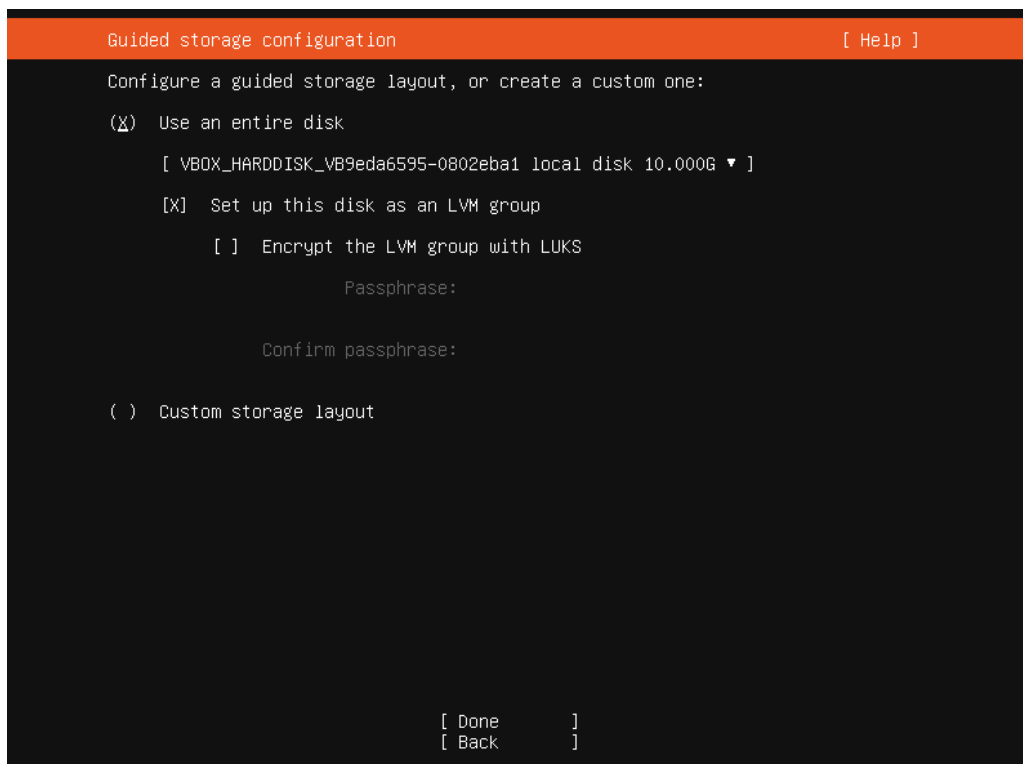 Guided storage configuration [ Help ]
Configure a guided storage layout, or create a custom one:
(X) Use an entire disk
[ VBOX_HARDDISK_VB9eda6595-0802eba1 local disk 10.000G ▾ ]
[X] Set up this disk as an LVM group
[ ] Encrypt the LVM group with LUKS
Passphrase:
Confirm passphrase:
( ) Custom storage layout
[ Done ]
[ Back ]